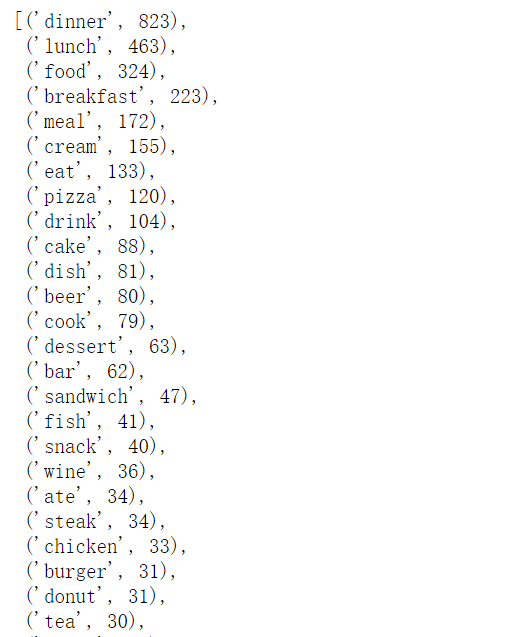 [('dinner', 823),
('lunch', 463),
('food', 324),
('breakfast', 223),
('meal', 172),
('cream', 155),
('eat', 133),
('pizza', 120),
('drink', 104),
('cake', 88),
('dish', 81),
('beer', 80),
('cook', 79),
('dessert', 63),
('bar', 62),
('sandwich', 47),
('fish', 41),
('snack', 40),
('wine', 36),
('ate', 34),
('steak', 34),
('chicken', 33),
('burger', 31),
('donut', 31),
('tea', 30),